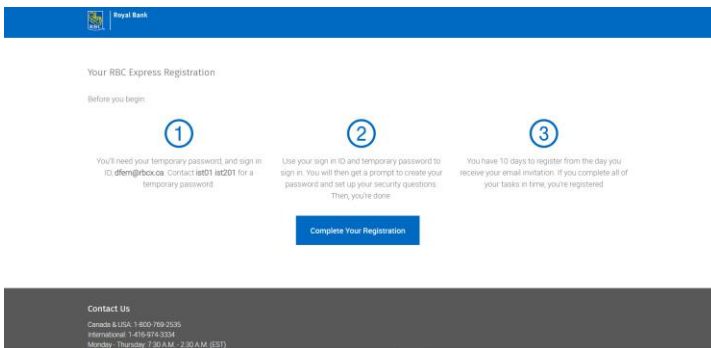 RBC
Royal Bank
Your RBC Express Registration
Before you begin:
1
You'll need your temporary password, and sign in
ID, dfern@rbox.ca. Contact ist01 ist201 for a
temporary password
2
Use your sign in ID and temporary password to
sign in. You will then get a prompt to create your
password and set up your security questions.
Then, you're done
3
You have 10 days to register from the day you
receive your email invitation. If you complete all of
your tasks in time, you're registered
Complete Your Registration
Contact Us
Canada & USA: 1-800-769-2535
International: 1-416-974-3334
Monday - Thursday: 7:30 A.M. - 2:30 A.M. (EST)